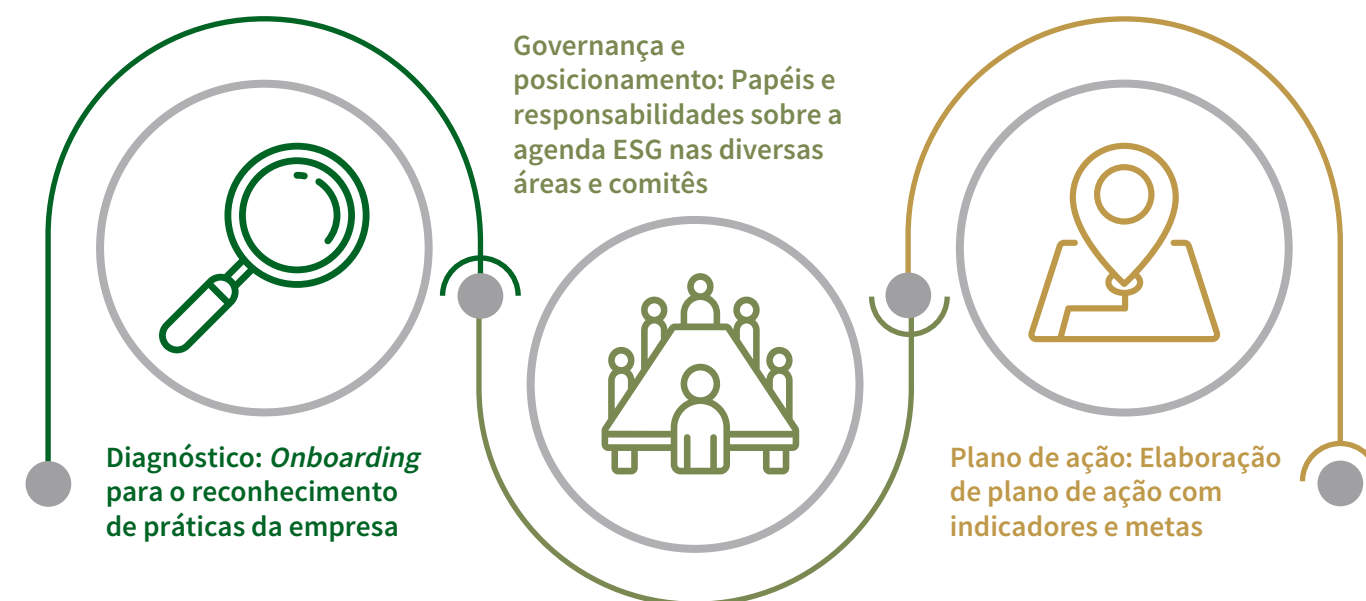 Diagnóstico: Onboarding
para o reconhecimento
de práticas da empresa
Governança e
posicionamento: Papéis e
responsabilidades sobre a
agenda ESG nas diversas
áreas e comitês
Plano de ação: Elaboração
de plano de ação com
indicadores e metas